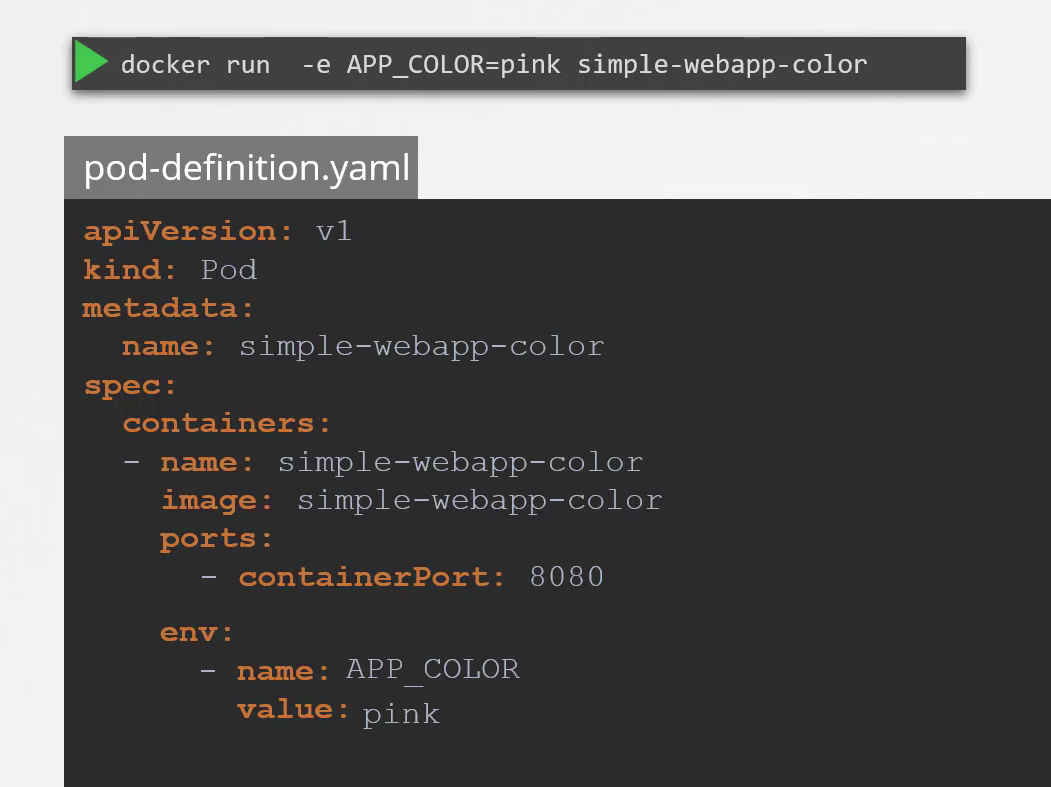 docker run  -e APP_COLOR=pink simple-webapp-color
pod-definition.yaml
apiVersion: v1
kind: Pod
metadata:
  name: simple-webapp-color
spec:
  containers:
  - name: simple-webapp-color
    image: simple-webapp-color
    ports:
      - containerPort: 8080
    env:
      - name: APP_COLOR
        value: pink